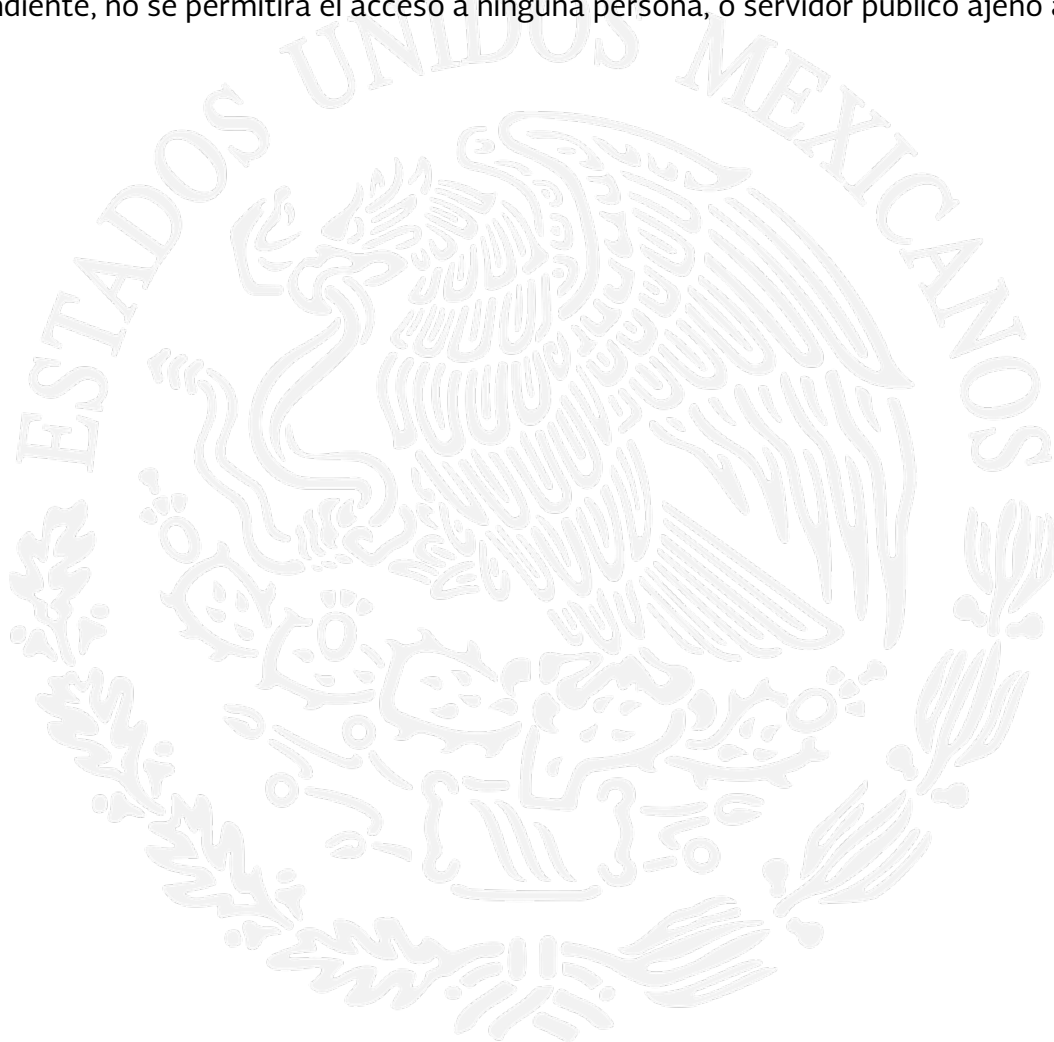 ndiente, no se permitirá el acceso a ninguna persona, o servidor público ajeno a
ESTADOS UNIDOS MEXICANOS